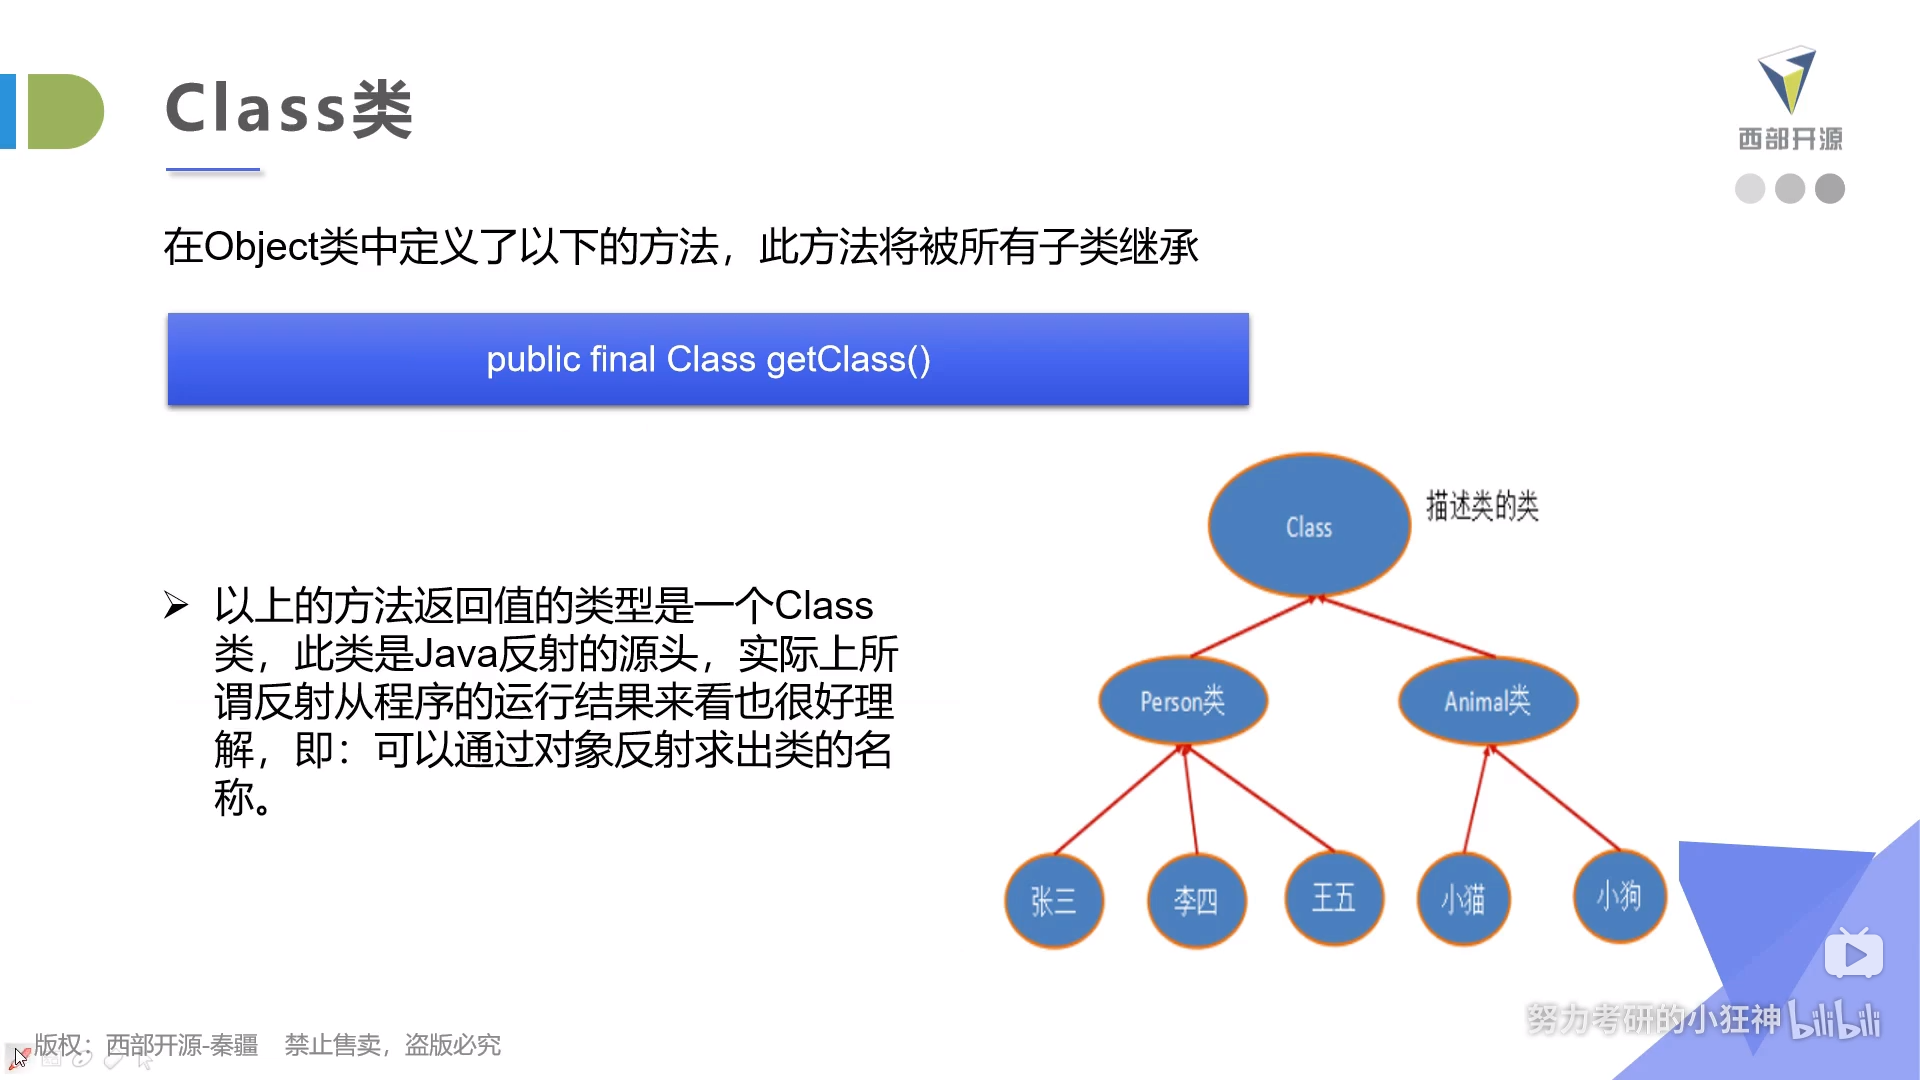 Class类
西部开源
在Object类中定义了以下的方法，此方法将被所有子类继承
public final Class getClass()
Class
描述类的类
以上的方法返回值的类型是一个Class
类，此类是Java反射的源头，实际上所
谓反射从程序的运行结果来看也很好理
解，即：可以通过对象反射求出类的名
称。
Person类
Animal类
张三
李四
王五
小猫
小狗
努力考研的小狂神
bilibili
版权：西部开源-秦疆 禁止售卖，盗版必究